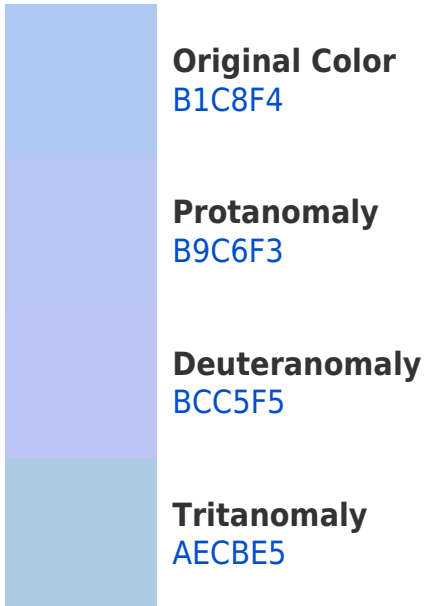 Original Color
B1C8F4
Protanomaly
B9C6F3
Deuteranomaly
BCC5F5
Tritanomaly
AECBE5